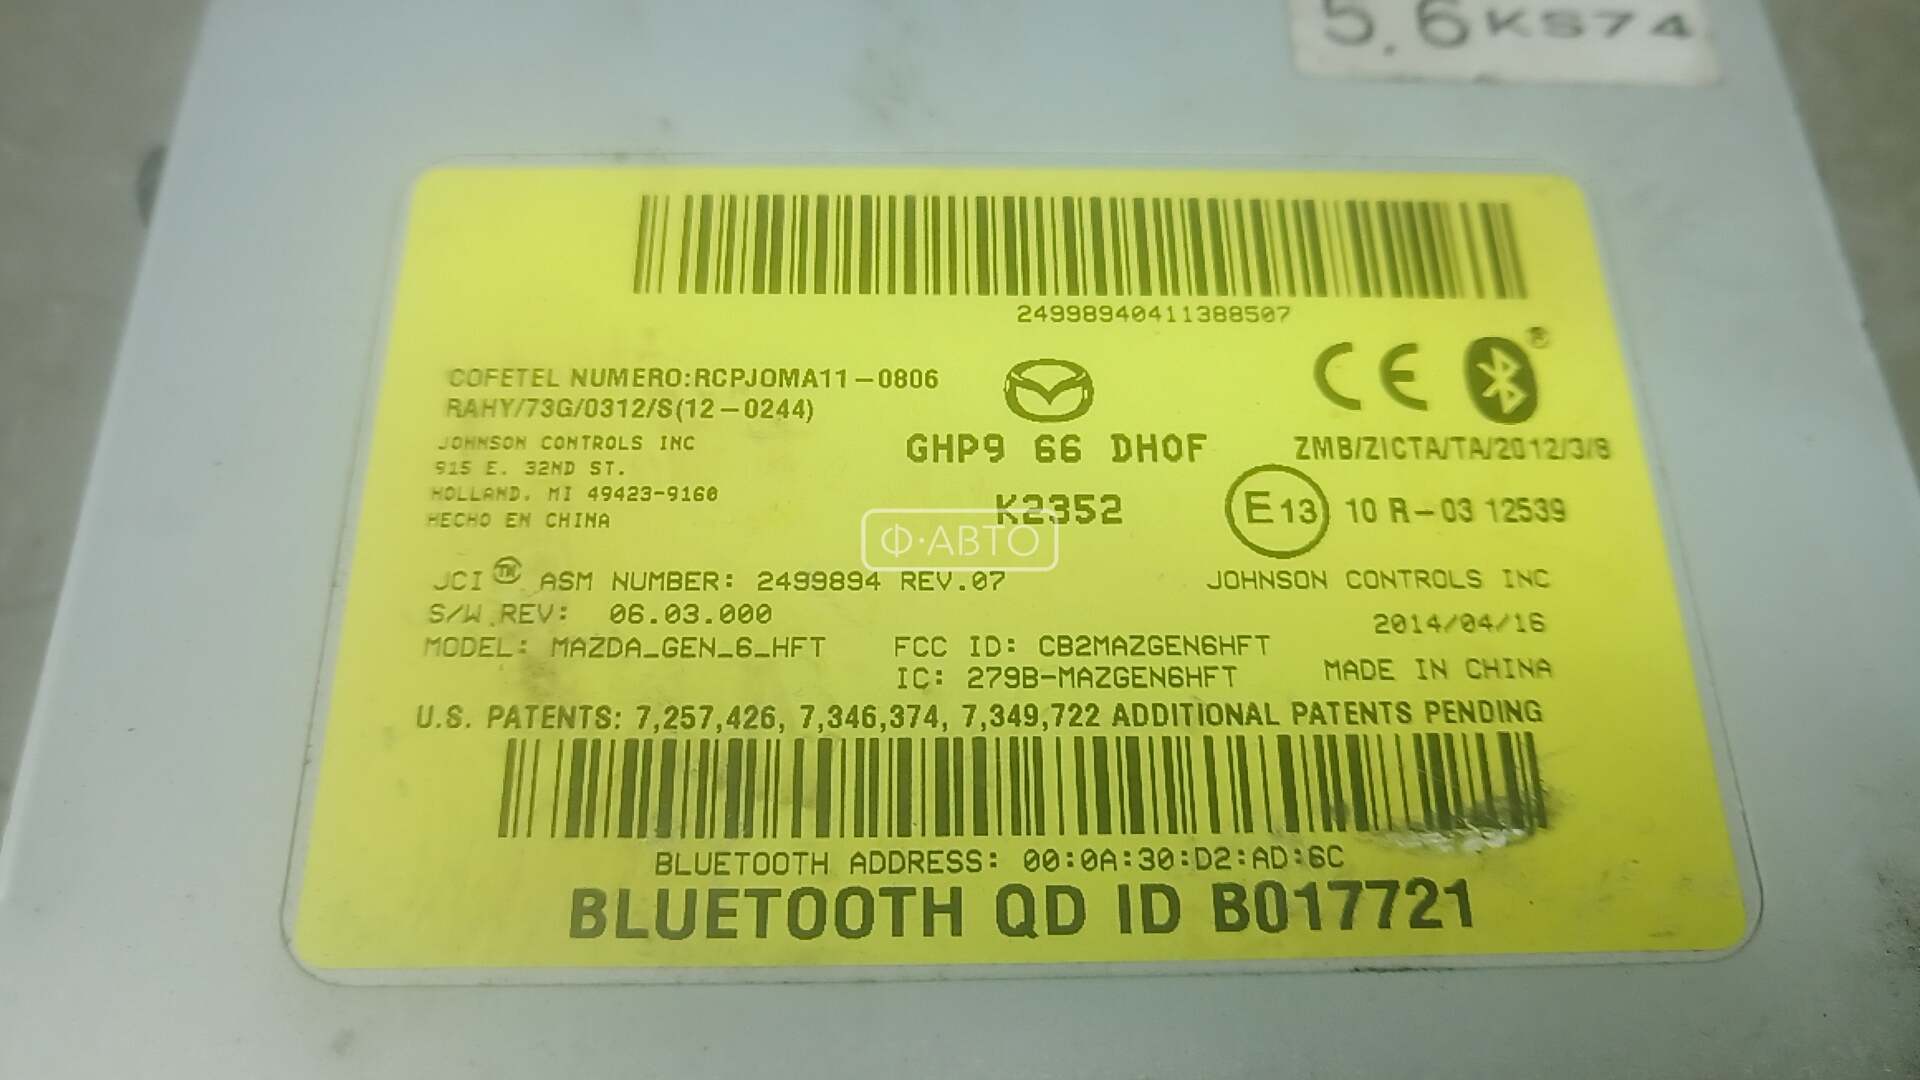 5.6KS74
24998940411388507
COFETEL NUMERO:RCPJOMA11-0806
RAHY/73G/0312/S(12-0244)
JOHNSON CONTROLS INC
915 E. 32ND ST.
HOLLAND, MI 49423-9160
HECHO EN CHINA
CE ®
GHP9 66 DH0F
K2352
ZMB/ZICTA/TA/2012/3/8
E13 10 R-03 12539
Ф·АВТО
JCI™ ASM NUMBER: 2499894 REV.07
S/W REV: 06.03.000
MODEL: MAZDA_GEN_6_HFT
JOHNSON CONTROLS INC
2014/04/16
FCC ID: CB2MAZGEN6HFT
IC: 279B-MAZGEN6HFT
MADE IN CHINA
U.S. PATENTS: 7,257,426, 7,346,374, 7,349,722 ADDITIONAL PATENTS PENDING
BLUETOOTH ADDRESS: 00:0A:30:D2:AD:6C
BLUETOOTH QD ID B017721